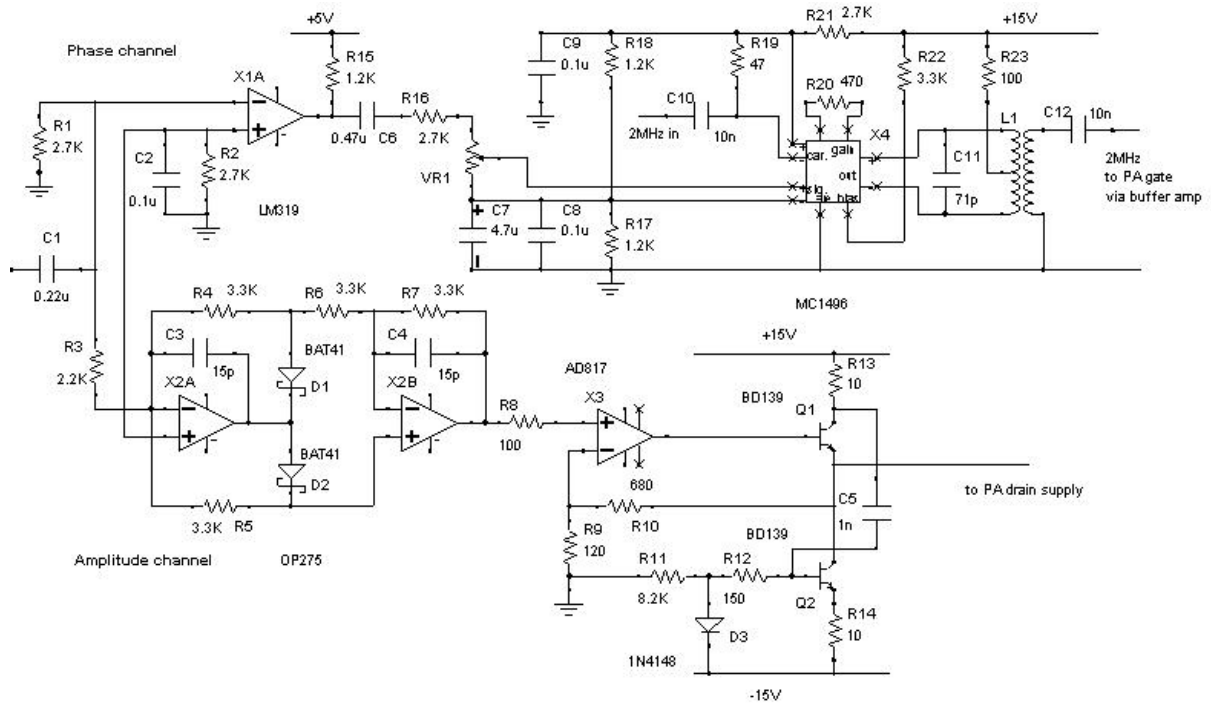 +5V
R21 2.7K
+15V
Phase channel
R15
1.2K
C9
0.1u
R18
1.2K
R19
47
R22
3.3K
R23
100
X1A
R20 470
R16
2.7K
C10
10n
2MHz in
C12
10n
L1
R1
2.7K
0.47u C6
X4
gain
car.
out
sig.
bias
C2
0.1u
R2
2.7K
VR1
C11
71p
2MHz
to PA gate
via buffer amp
LM319
C7
4.7u
C8
0.1u
R17
1.2K
C1
0.22u
MC1496
R4 3.3K
R6 3.3K
R7 3.3K
+15V
C3
15p
BAT41
C4
15p
R3
2.2K
R13
10
X2A
D1
X2B
AD817
X3
BD139
Q1
R8
100
BAT41
D2
680
to PA drain supply
C5
1n
3.3K R5
R10
BD139
R9
120
Amplitude channel
OP275
R11
8.2K
R12
150
Q2
R14
10
D3
1N4148
-15V